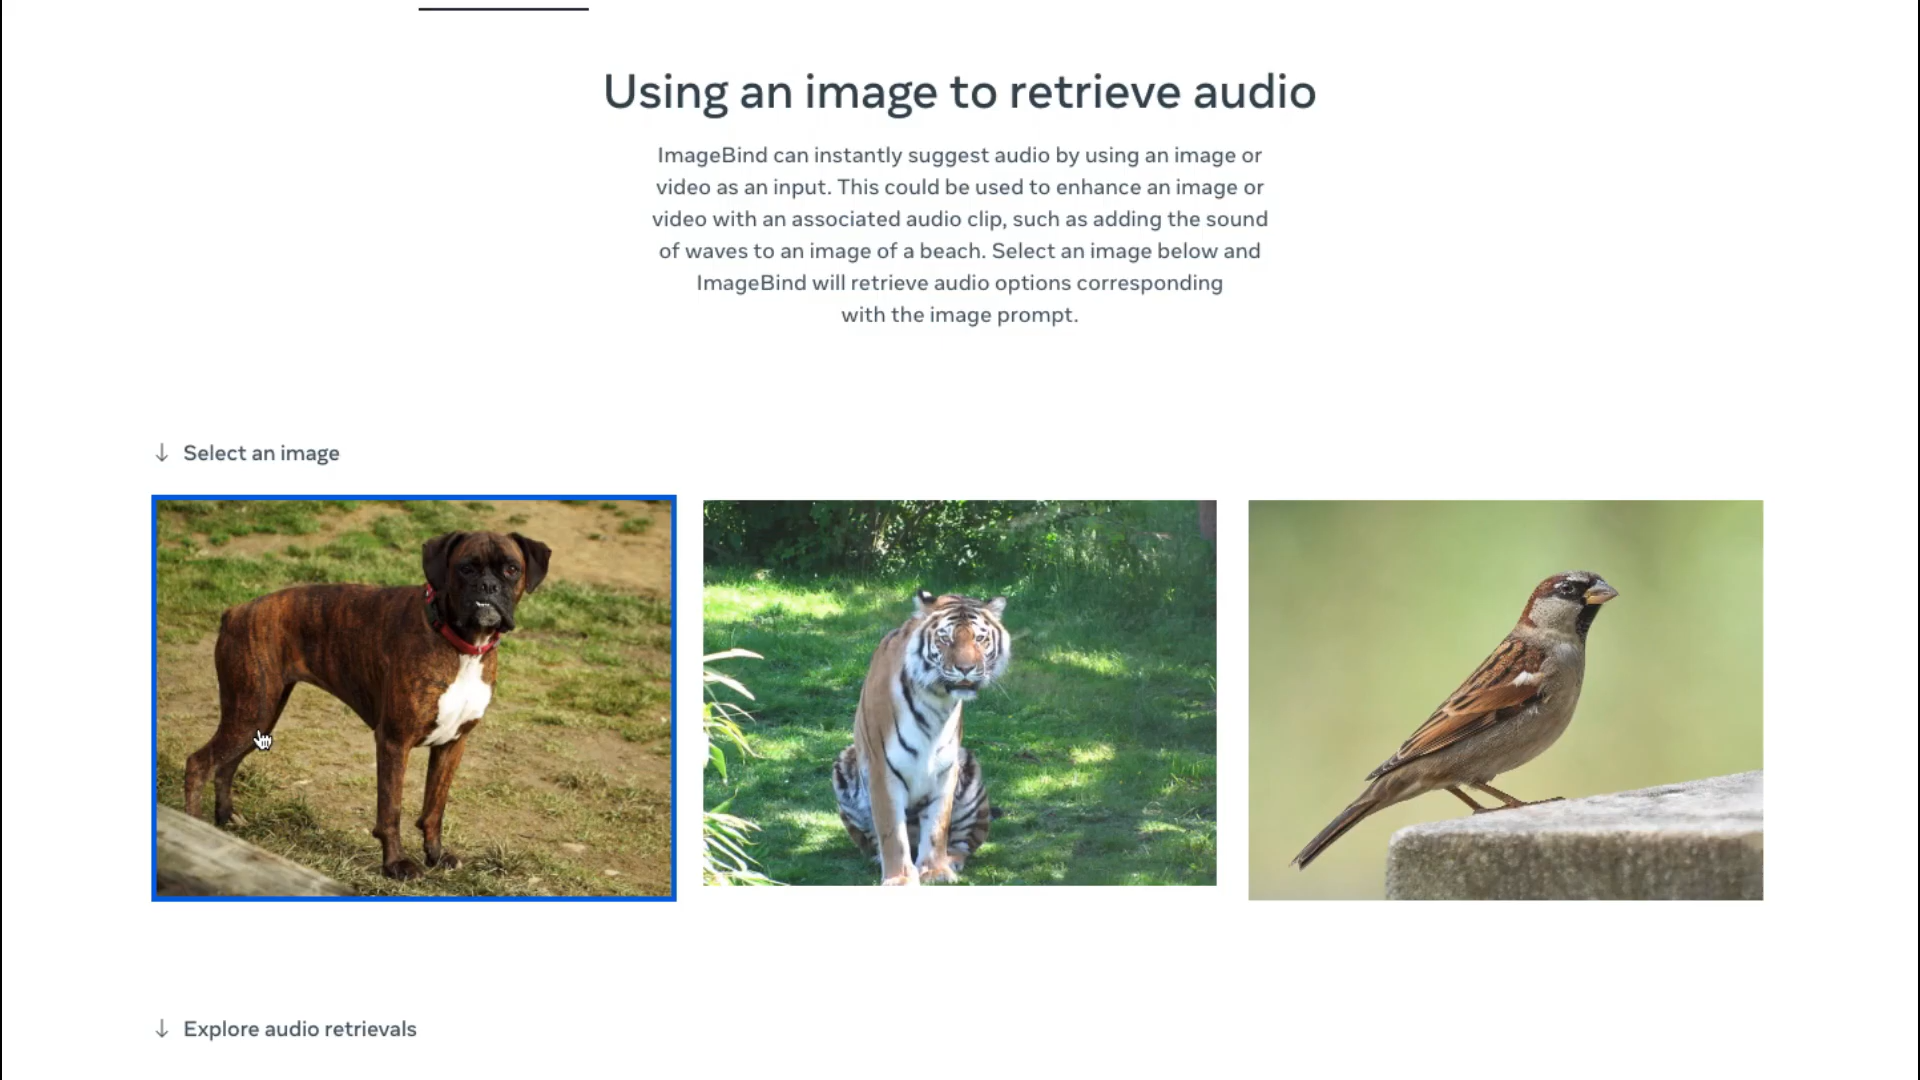 Using an image to retrieve audio
ImageBind can instantly suggest audio by using an image or
video as an input. This could be used to enhance an image or
video with an associated audio clip, such as adding the sound
of waves to an image of a beach. Select an image below and
ImageBind will retrieve audio options corresponding
with the image prompt.
↓ Select an image
↓ Explore audio retrievals